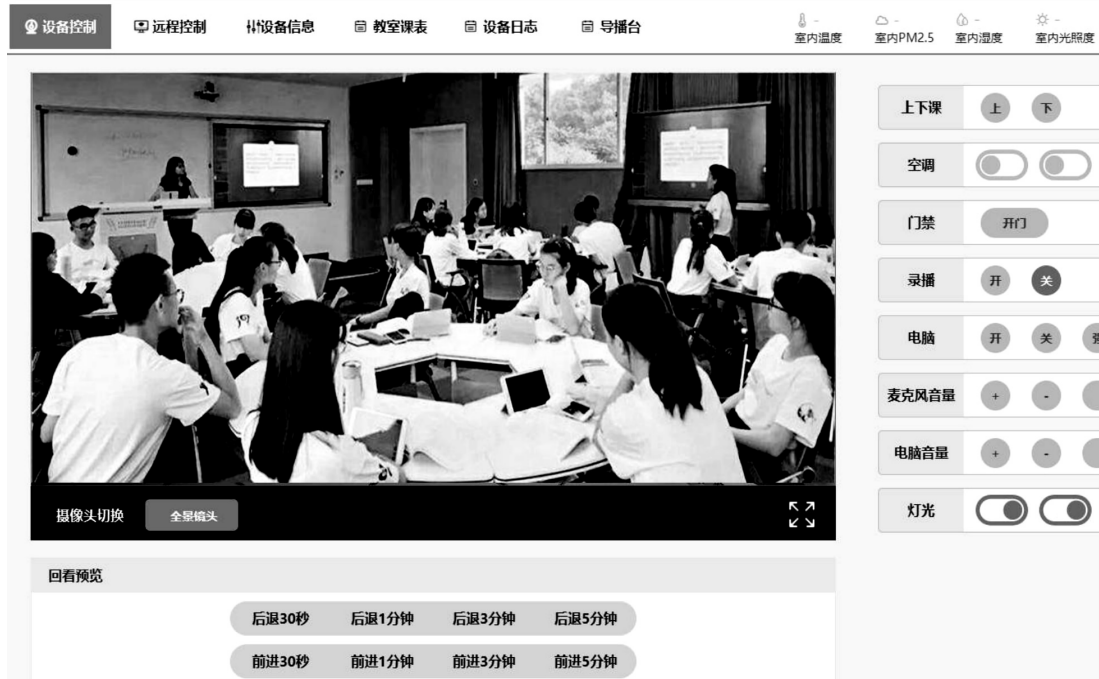 设备控制 远程控制 设备信息 教室课表 设备日志 导播台
- - - -
室内温度 室内PM2.5 室内湿度 室内光照度
上下课 上 下
空调
门禁 开门
录播 开 关
电脑 开 关
麦克风音量 + -
电脑音量 + -
灯光
摄像头切换 全景镜头
回看预览
后退30秒 后退1分钟 后退3分钟 后退5分钟
前进30秒 前进1分钟 前进3分钟 前进5分钟